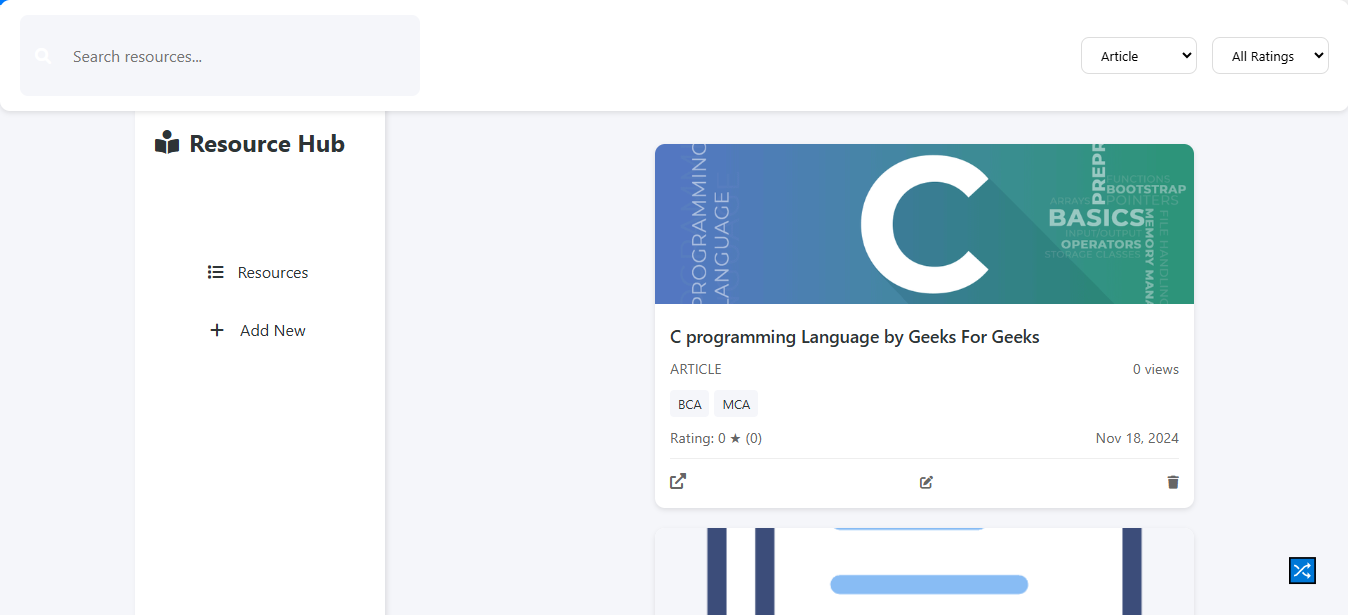 Search resources...
Article
All Ratings
Resource Hub
Resources
Add New
PROGRAMMING
LANGUAGE
C
PREPR
FUNCTIONS
BOOTSTRAP
ARRAYS
POINTERS
BASICS
INPUT/OUTPUT
OPERATORS
STORAGE CLASSES
MEMORY MANA
FILE HANDLING
C programming Language by Geeks For Geeks
ARTICLE
0 views
BCA
MCA
Rating: 0 ★ (0)
Nov 18, 2024